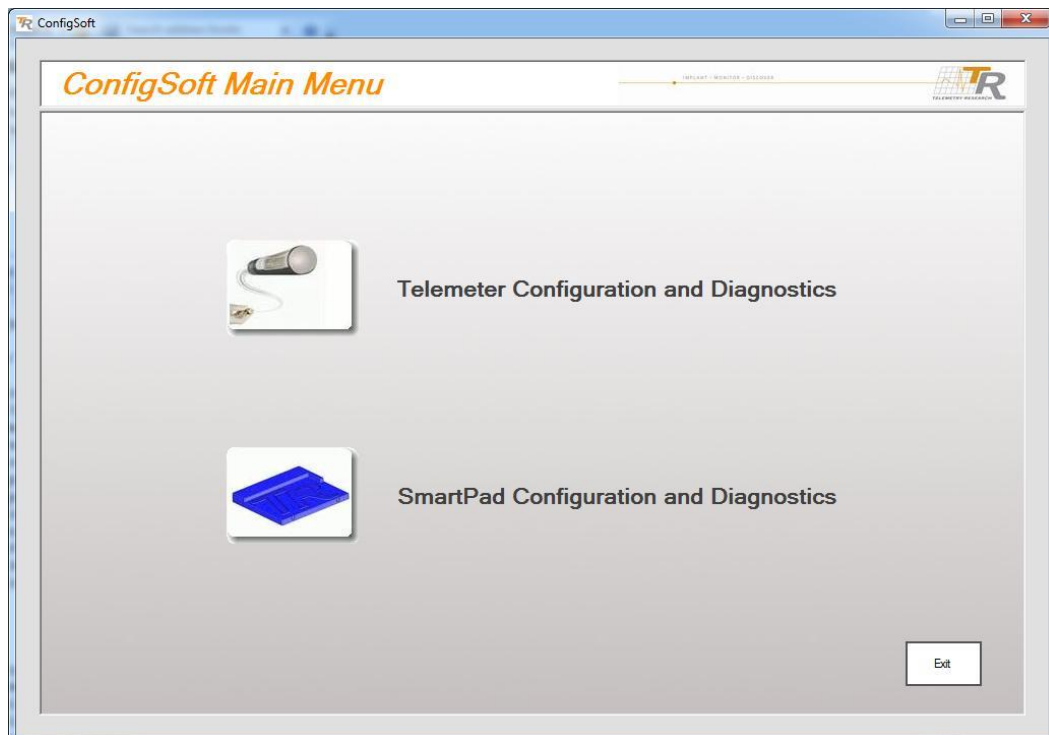 ConfigSoft
ConfigSoft Main Menu
IMPLANT • MONITOR • DISCOVER
TR
TELEMETRY RESEARCH
Telemeter Configuration and Diagnostics
SmartPad Configuration and Diagnostics
Exit